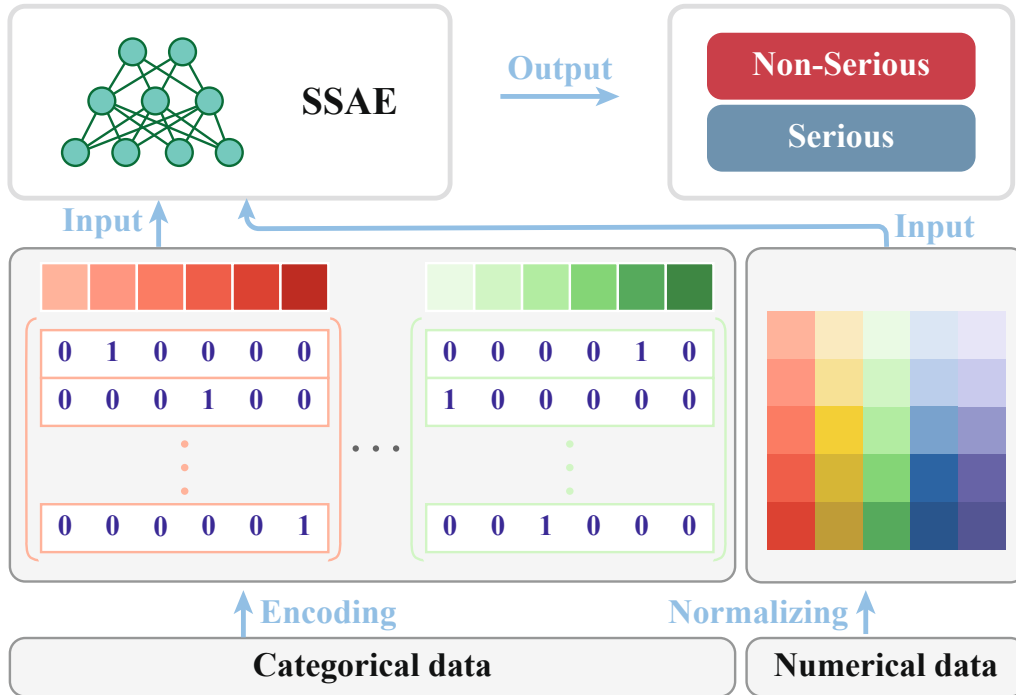 SSAE
Output
Non-Serious
Serious
Input
Input
0 1 0 0 0 0
0 0 0 1 0 0
0 0 0 0 0 1
0 0 0 0 1 0
1 0 0 0 0 0
0 0 1 0 0 0
Encoding
Normalizing
Categorical data
Numerical data